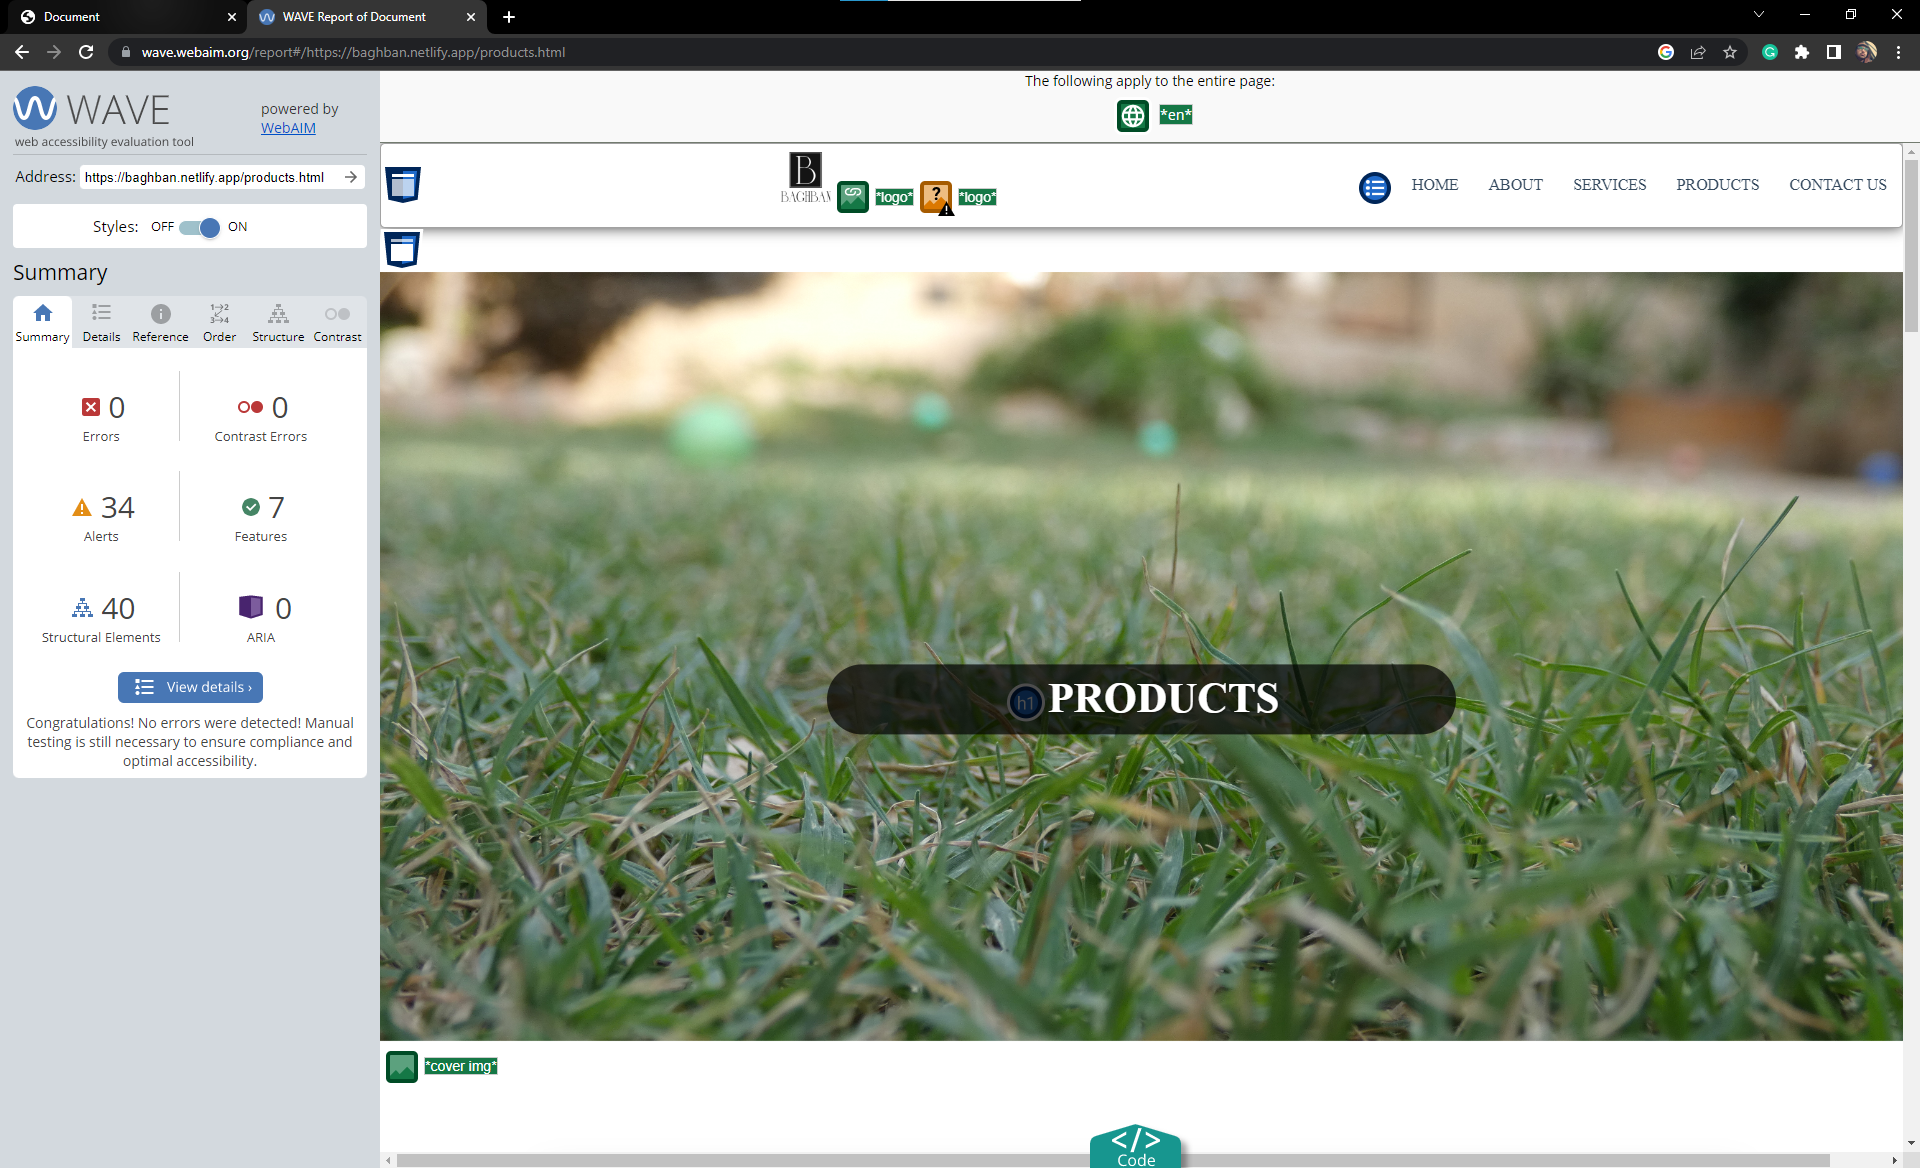 Document
WAVE Report of Document
wave.webaim.org/report#/https://baghban.netlify.app/products.html
WAVE
powered by
WebAIM
web accessibility evaluation tool
Address: https://baghban.netlify.app/products.html
Styles: OFF ON
Summary
Summary Details Reference Order Structure Contrast
0 Errors
0 Contrast Errors
34 Alerts
7 Features
40 Structural Elements
0 ARIA
View details ›
Congratulations! No errors were detected! Manual
testing is still necessary to ensure compliance and
optimal accessibility.
The following apply to the entire page:
*en*
B
BAGHBAN
*logo* *logo*
HOME ABOUT SERVICES PRODUCTS CONTACT US
h1 PRODUCTS
*cover img*
</>
Code